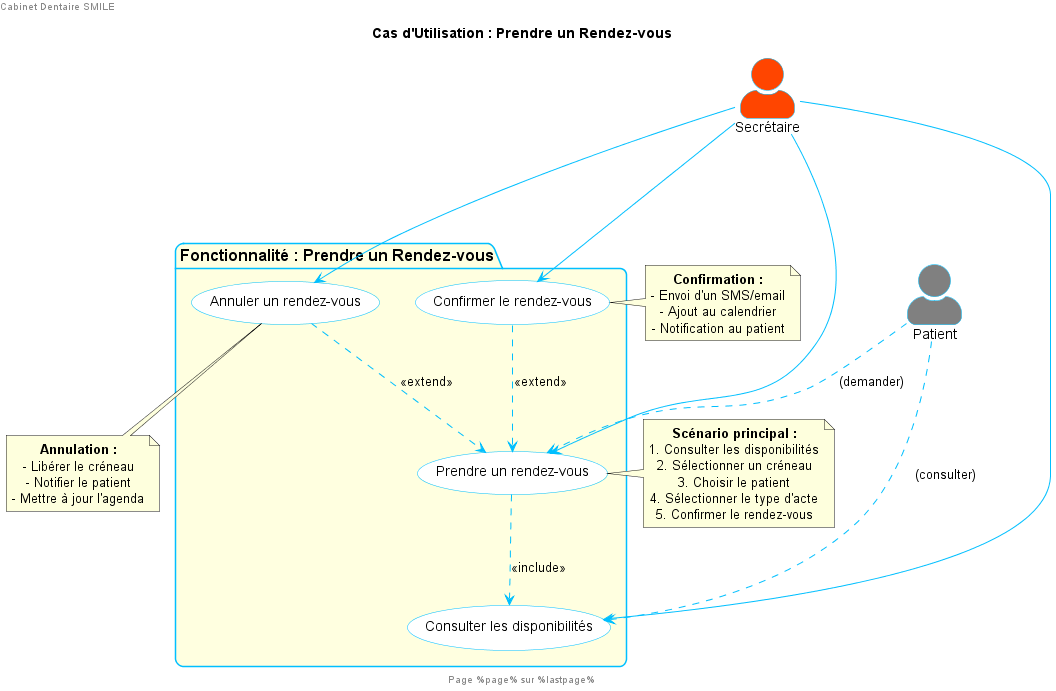 Cabinet Dentaire SMILE
Cas d'Utilisation : Prendre un Rendez-vous
Secrétaire
Fonctionnalité : Prendre un Rendez-vous
Annuler un rendez-vous
Confirmer le rendez-vous
Confirmation :
- Envoi d'un SMS/email
- Ajout au calendrier
- Notification au patient
Patient
«extend»
«extend»
(demander)
Annulation :
- Libérer le créneau
- Notifier le patient
- Mettre à jour l'agenda
Prendre un rendez-vous
Scénario principal :
1. Consulter les disponibilités
2. Sélectionner un créneau
3. Choisir le patient
4. Sélectionner le type d'acte
5. Confirmer le rendez-vous
(consulter)
«include»
Consulter les disponibilités
Page %page% sur %lastpage%